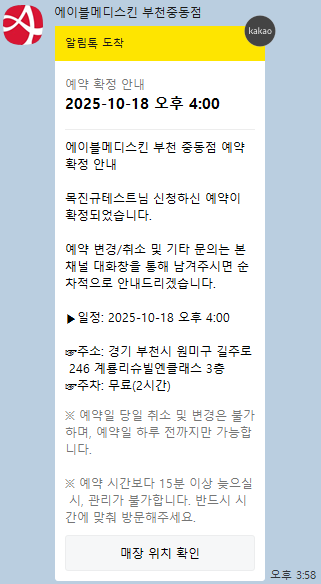 에이블메디스킨 부천중동점
알림톡 도착
kakao
예약 확정 안내
2025-10-18 오후 4:00
에이블메디스킨 부천 중동점 예약
확정 안내
목진규테스트님 신청하신 예약이
확정되었습니다.
예약 변경/취소 및 기타 문의는 본
채널 대화창을 통해 남겨주시면 순
차적으로 안내드리겠습니다.
▶일정: 2025-10-18 오후 4:00
☞주소: 경기 부천시 원미구 길주로
246 계룡리슈빌엔클래스 3층
☞주차: 무료(2시간)
※ 예약일 당일 취소 및 변경은 불가
하며, 예약일 하루 전까지만 가능합
니다.
※ 예약 시간보다 15분 이상 늦으실
시, 관리가 불가합니다. 반드시 시
간에 맞춰 방문해주세요.
매장 위치 확인
오후 3:58